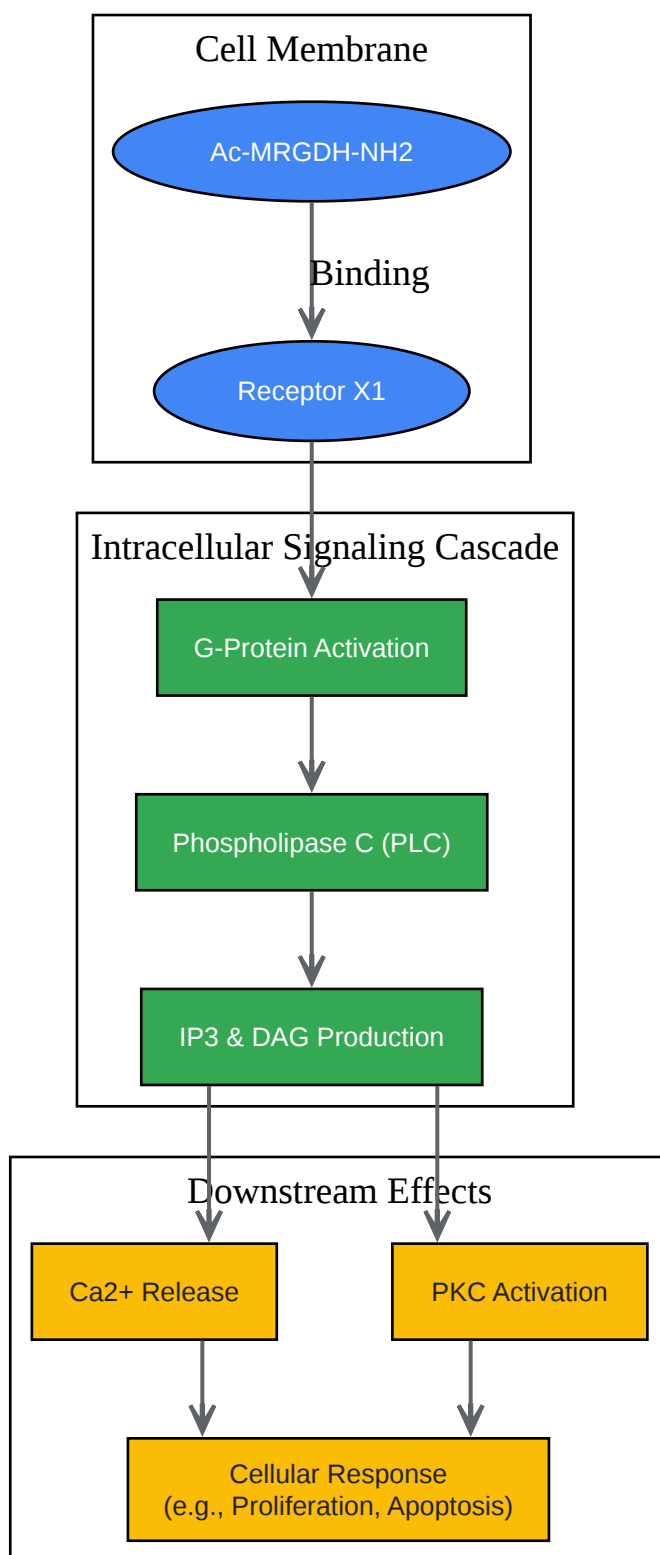 Cell Membrane
Ac-MRGDH-NH2
Binding
Receptor X1
Intracellular Signaling Cascade
G-Protein Activation
Phospholipase C (PLC)
IP3 & DAG Production
Downstream Effects
Ca2+ Release
PKC Activation
Cellular Response
(e.g., Proliferation, Apoptosis)